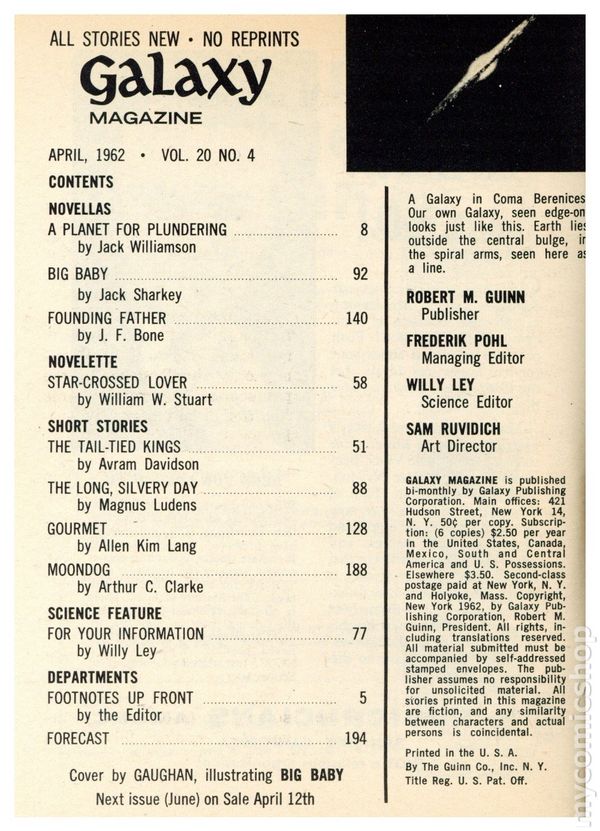 ALL STORIES NEW • NO REPRINTS
Galaxy
MAGAZINE
APRIL, 1962 • VOL. 20 NO. 4
CONTENTS
NOVELLAS
A PLANET FOR PLUNDERING 8
by Jack Williamson
BIG BABY 92
by Jack Sharkey
FOUNDING FATHER 140
by J. F. Bone
NOVELETTE
STAR-CROSSED LOVER 58
by William W. Stuart
SHORT STORIES
THE TAIL-TIED KINGS 51
by Avram Davidson
THE LONG, SILVERY DAY 88
by Magnus Ludens
GOURMET 128
by Allen Kim Lang
MOONDOG 188
by Arthur C. Clarke
SCIENCE FEATURE
FOR YOUR INFORMATION 77
by Willy Ley
DEPARTMENTS
FOOTNOTES UP FRONT 5
by the Editor
FORECAST 194
Cover by GAUGHAN, illustrating BIG BABY
Next issue (June) on Sale April 12th
A Galaxy in Coma Berenices
Our own Galaxy, seen edge-on
looks just like this. Earth lies
outside the central bulge, in
the spiral arms, seen here as
a line.
ROBERT M. GUINN
Publisher
FREDERIK POHL
Managing Editor
WILLY LEY
Science Editor
SAM RUVIDICH
Art Director
GALAXY MAGAZINE is published
bi-monthly by Galaxy Publishing
Corporation. Main offices: 421
Hudson Street, New York 14,
N. Y. 50¢ per copy. Subscrip-
tion: (6 copies) $2.50 per year
in the United States, Canada,
Mexico, South and Central
America and U. S. Possessions.
Elsewhere $3.50. Second-class
postage paid at New York, N. Y.
and Holyoke, Mass. Copyright,
New York 1962, by Galaxy Pub-
lishing Corporation, Robert M.
Guinn, President. All rights, in-
cluding translations reserved.
All material submitted must be
accompanied by self-addressed
stamped envelopes. The pub-
lisher assumes no responsibility
for unsolicited material. All
stories printed in this magazine
are fiction, and any similarity
between characters and actual
persons is coincidental.
Printed in the U. S. A.
By The Guinn Co., Inc. N. Y.
Title Reg. U. S. Pat. Off.
mycomicshop